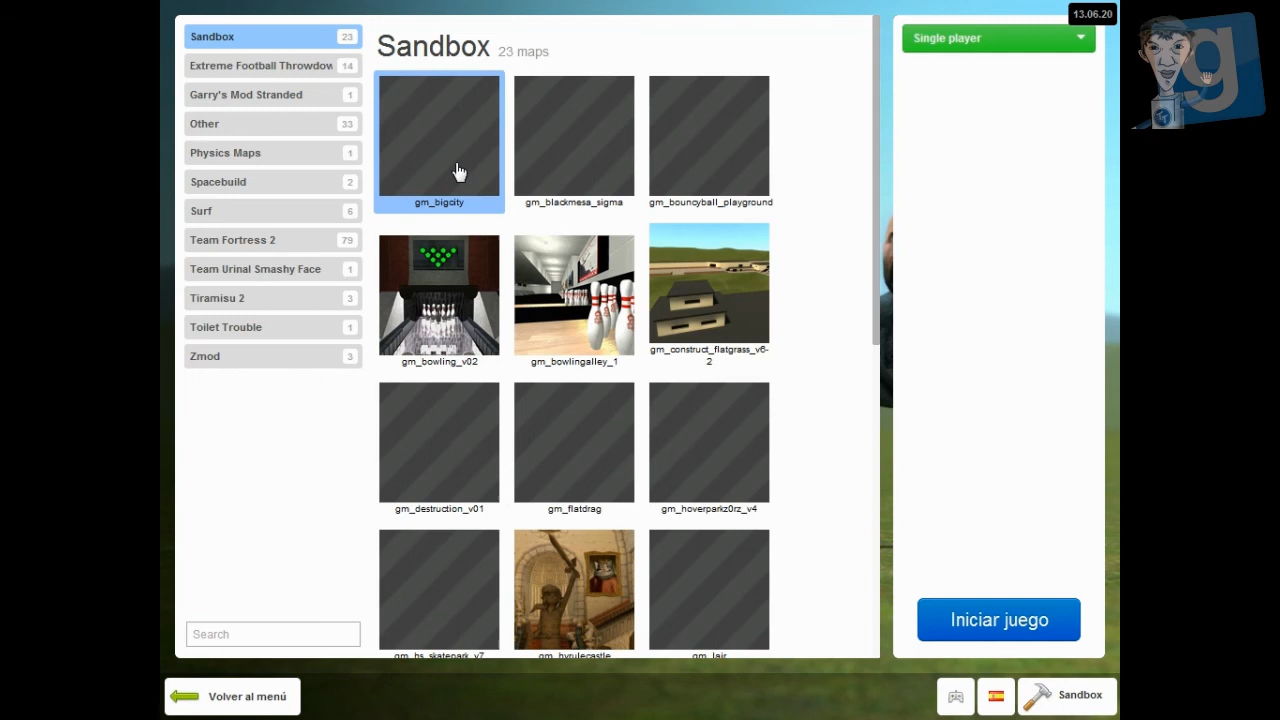 13.06.20
Sandbox 23
Extreme Football Throwdow 14
Garry's Mod Stranded 1
Other 33
Physics Maps 1
Spacebuild 2
Surf 6
Team Fortress 2 79
Team Urinal Smashy Face 1
Tiramisu 2 3
Toilet Trouble 1
Zmod 3
Search
Sandbox 23 maps
gm_bigcity
gm_blackmesa_sigma
gm_bouncyball_playground
gm_bowling_v02
gm_bowlingalley_1
gm_construct_flatgrass_v6-
2
gm_destruction_v01
gm_flatdrag
gm_hoverparkz0rz_v4
gm_hs_skatepark_v7
gm_hyrulecastle
gm_lair
Single player
Iniciar juego
g
Volver al menú
Sandbox